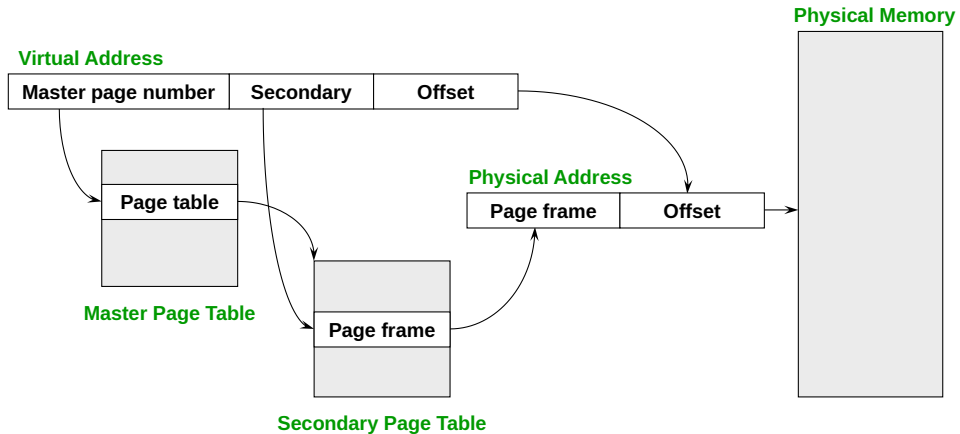 Physical Memory
Virtual Address
Master page number
Secondary
Offset
Physical Address
Page table
Page frame
Offset
Master Page Table
Page frame
Secondary Page Table